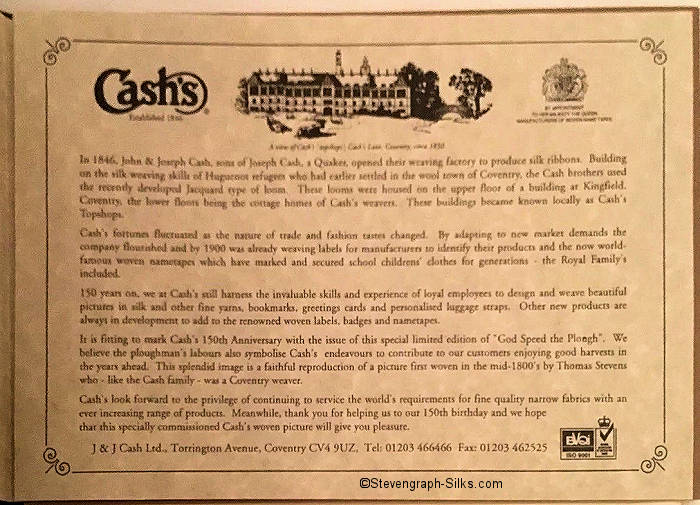 Cash's
Established 1846
BY APPOINTMENT
TO HER MAJESTY THE QUEEN
MANUFACTURERS OF WOVEN NAME TAPES
A view of Cash's 'topshops', Cash's Lane, Coventry, circa 1850
In 1846, John & Joseph Cash, sons of Joseph Cash, a Quaker, opened their weaving factory to produce silk ribbons. Building
on the silk weaving skills of Huguenot refugees who had earlier settled in the wool town of Coventry, the Cash brothers used
the recently developed Jacquard type of loom. These looms were housed on the upper floor of a building at Kingfield,
Coventry, the lower floors being the cottage homes of Cash's weavers. These buildings became known locally as Cash's
Topshops.
Cash's fortunes fluctuated as the nature of trade and fashion tastes changed. By adapting to new market demands the
company flourished and by 1900 was already weaving labels for manufacturers to identify their products and the now world-
famous woven nametapes which have marked and secured school childrens' clothes for generations - the Royal Family's
included.
150 years on, we at Cash's still harness the invaluable skills and experience of loyal employees to design and weave beautiful
pictures in silk and other fine yarns, bookmarks, greetings cards and personalised luggage straps. Other new products are
always in development to add to the renowned woven labels, badges and nametapes.
It is fitting to mark Cash's 150th Anniversary with the issue of this special limited edition of "God Speed the Plough". We
believe the ploughman's labours also symbolise Cash's endeavours to contribute to our customers enjoying good harvests in
the years ahead. This splendid image is a faithful reproduction of a picture first woven in the mid-1800's by Thomas Stevens
who - like the Cash family - was a Coventry weaver.
Cash's look forward to the privilege of continuing to service the world's requirements for fine quality narrow fabrics with an
ever increasing range of products. Meanwhile, thank you for helping us to our 150th birthday and we hope
that this specially commissioned Cash's woven picture will give you pleasure.
J & J Cash Ltd., Torrington Avenue, Coventry CV4 9UZ, Tel: 01203 466466 Fax: 01203 462525
ISO 9001
©Stevengraph-Silks.com